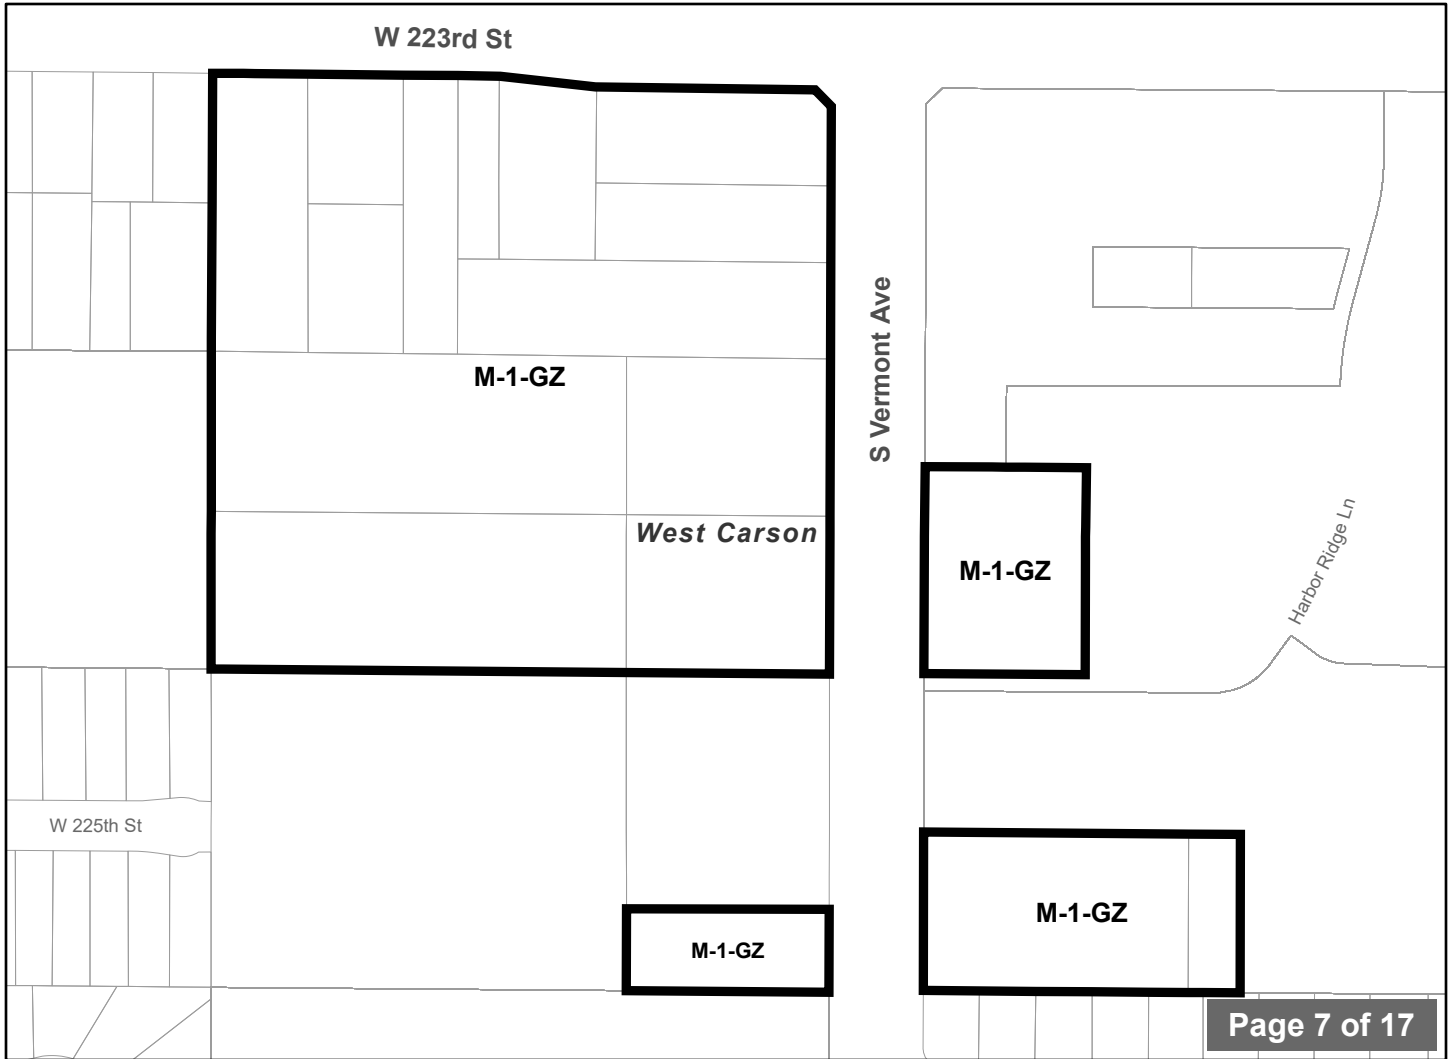 W 223rd St
S Vermont Ave
M-1-GZ
West Carson
M-1-GZ
Harbor Ridge Ln
W 225th St
M-1-GZ
M-1-GZ
Page 7 of 17